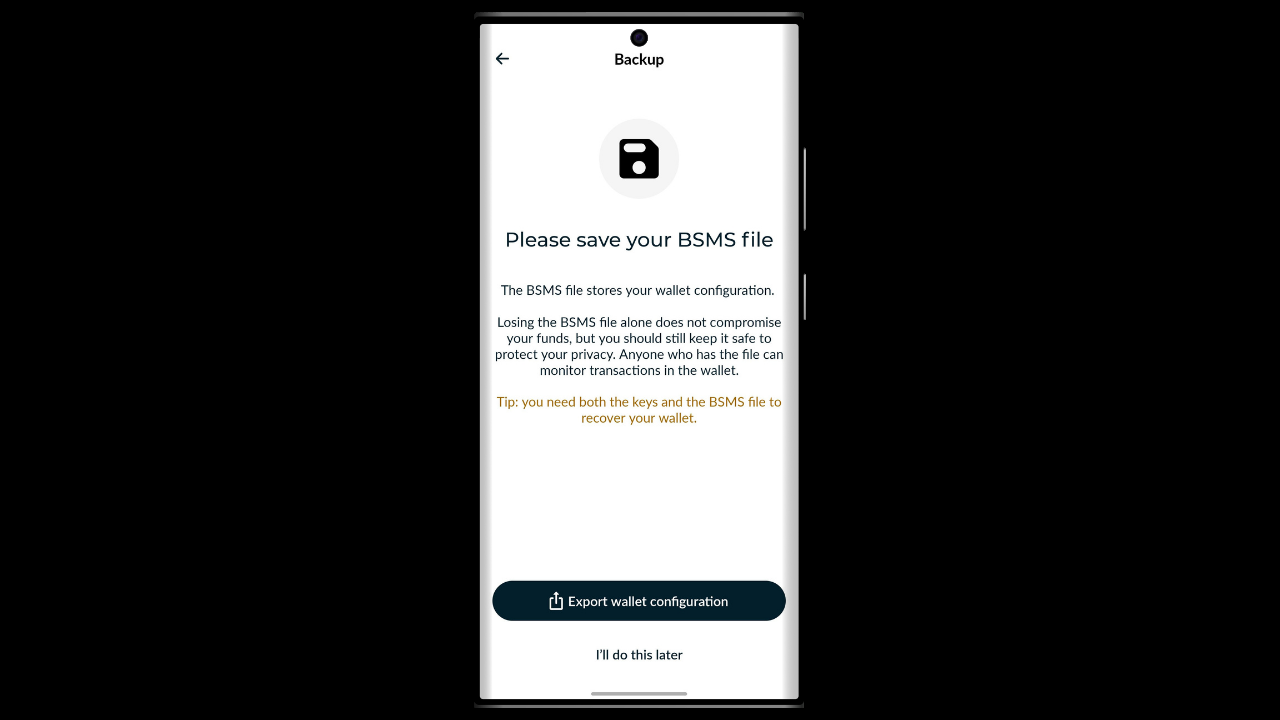 Backup
Please save your BSMS file
The BSMS file stores your wallet configuration.
Losing the BSMS file alone does not compromise
your funds, but you should still keep it safe to
protect your privacy. Anyone who has the file can
monitor transactions in the wallet.
Tip: you need both the keys and the BSMS file to
recover your wallet.
Export wallet configuration
I'll do this later